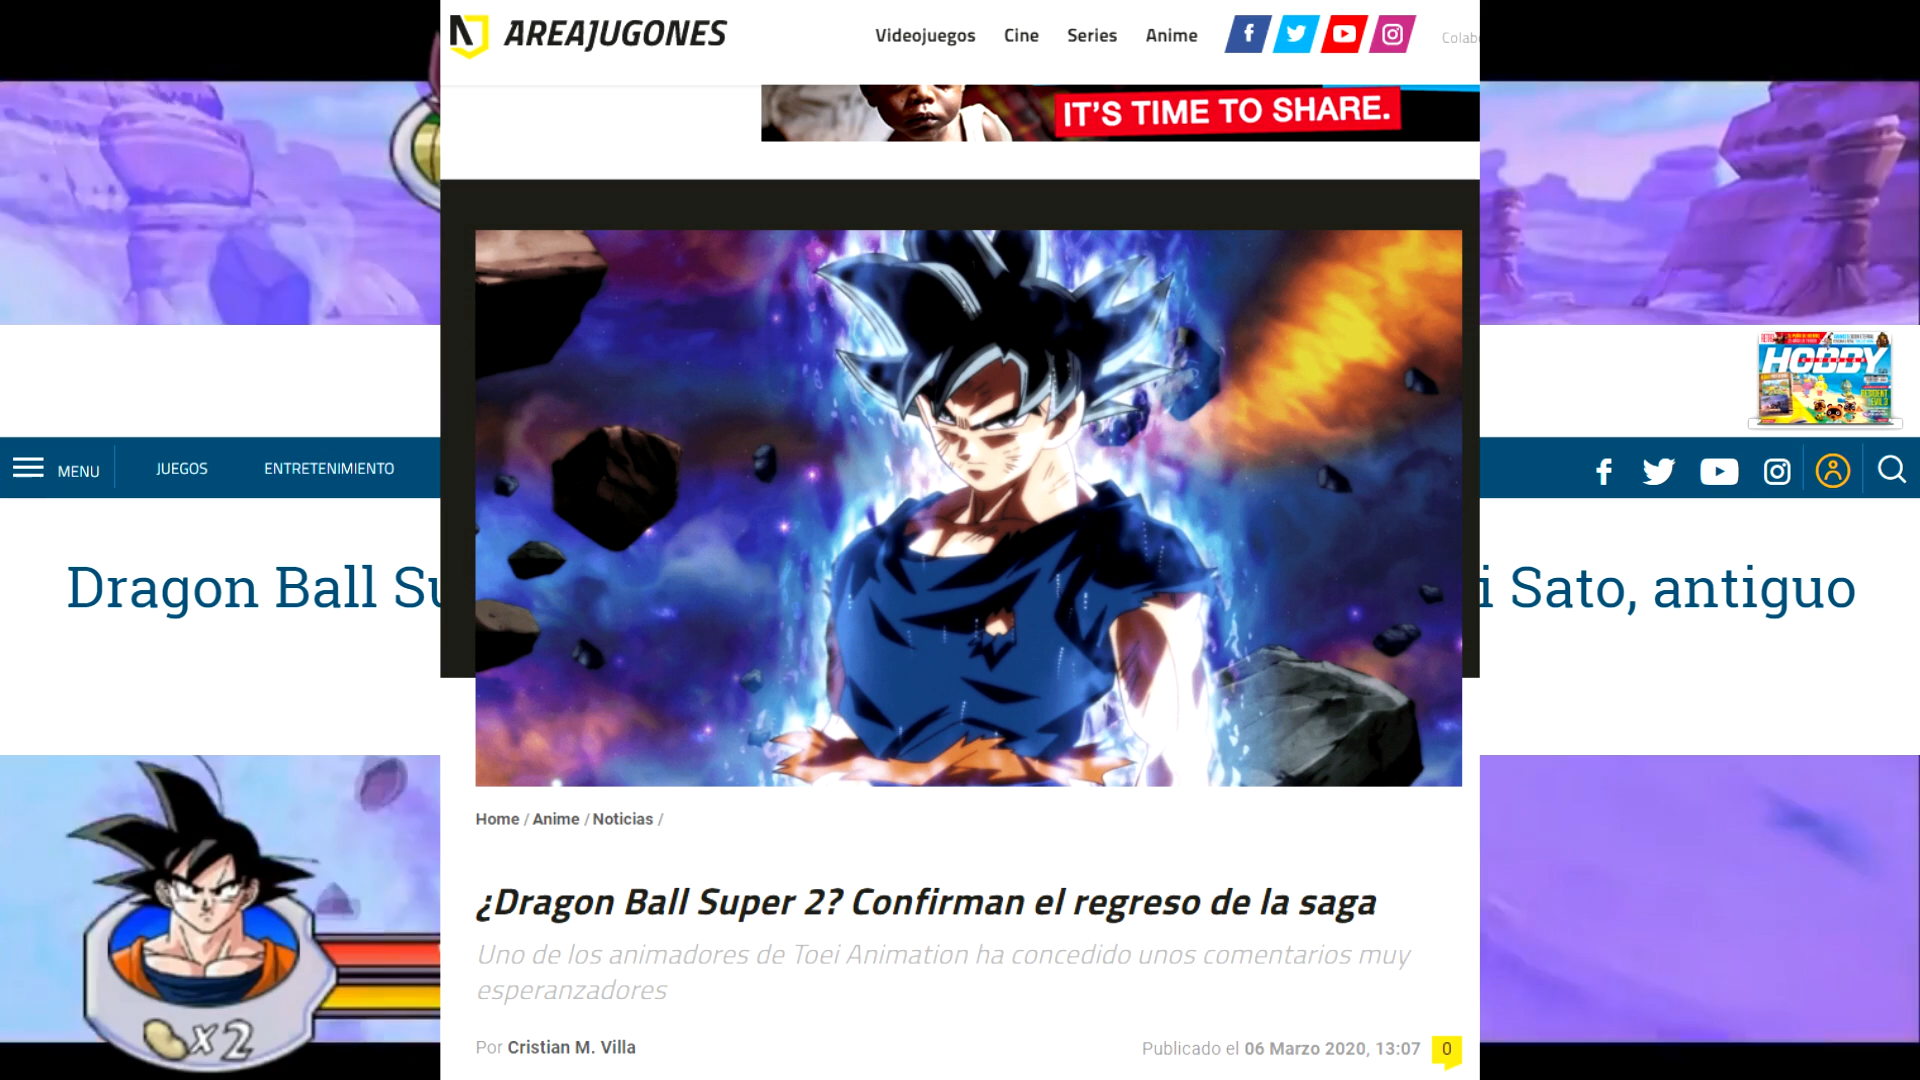 AREAJUGONES
Videojuegos Cine Series Anime
IT'S TIME TO SHARE.
HOBBY
MENU JUEGOS ENTRETENIMIENTO
Dragon Ball Su
i Sato, antiguo
Home / Anime / Noticias /
¿Dragon Ball Super 2? Confirman el regreso de la saga
Uno de los animadores de Toei Animation ha concedido unos comentarios muy
esperanzadores
x2
Por Cristian M. Villa
Publicado el 06 Marzo 2020, 13:07 0